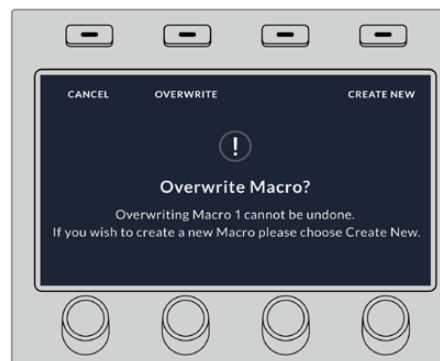 CANCEL OVERWRITE CREATE NEW
!
Overwrite Macro?
Overwriting Macro 1 cannot be undone.
If you wish to create a new Macro please choose Create New.